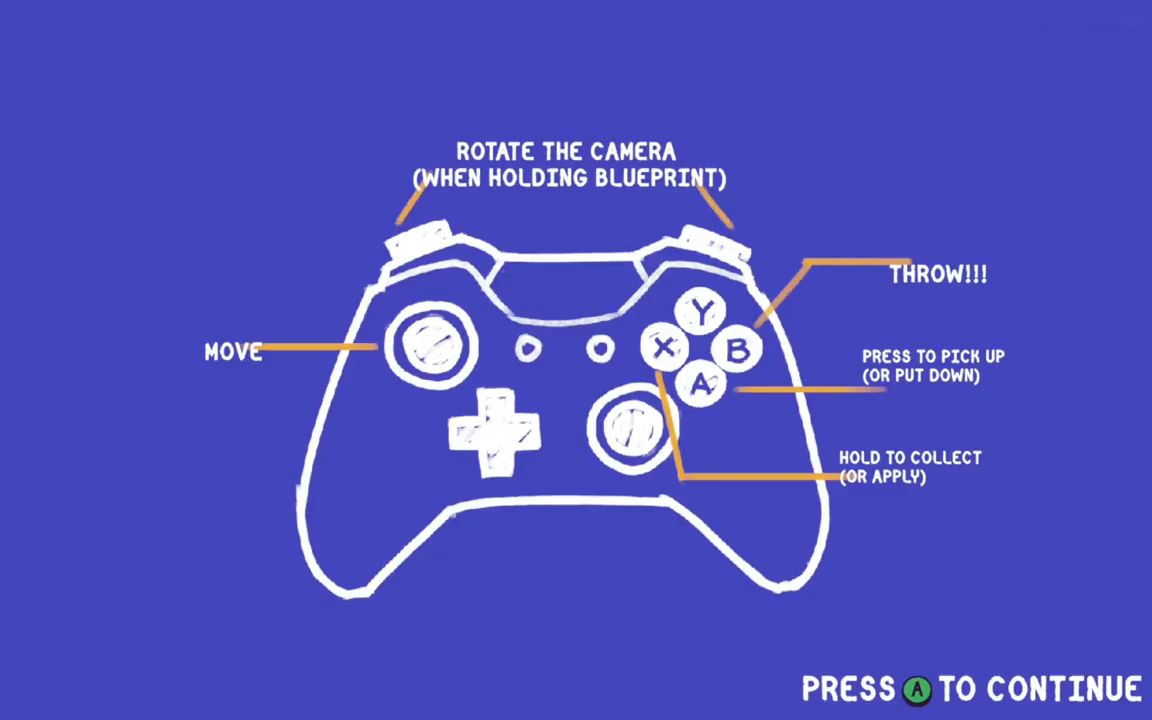 ROTATE THE CAMERA
(WHEN HOLDING BLUEPRINT)
THROW!!!
Y
X
B
A
MOVE
PRESS TO PICK UP
(OR PUT DOWN)
HOLD TO COLLECT
(OR APPLY)
PRESS A TO CONTINUE